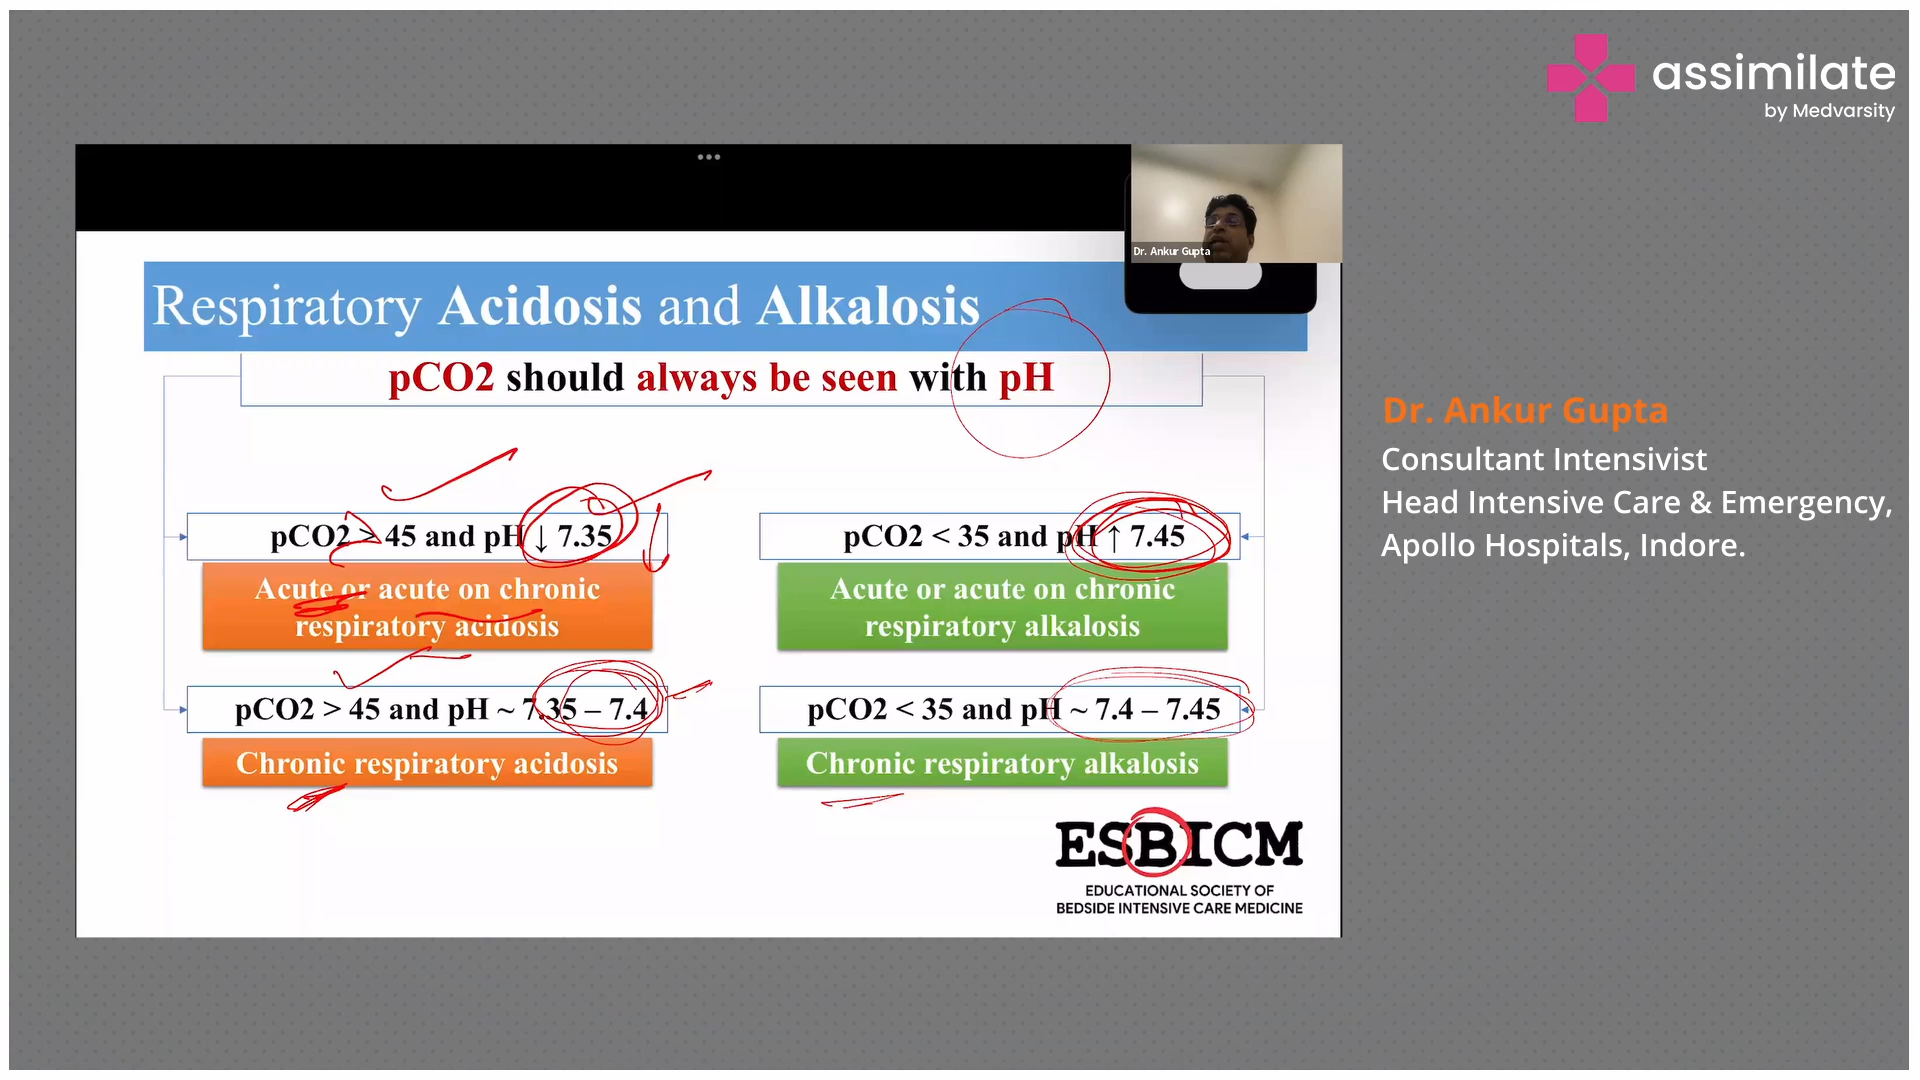 assimilate
by Medvarsity
Dr. Ankur Gupta
Respiratory Acidosis and Alkalosis
pCO2 should always be seen with pH
pCO2 > 45 and pH ↓ 7.35
Acute or acute on chronic
respiratory acidosis
pCO2 > 45 and pH ~ 7.35 – 7.4
Chronic respiratory acidosis
pCO2 < 35 and pH ↑ 7.45
Acute or acute on chronic
respiratory alkalosis
pCO2 < 35 and pH ~ 7.4 – 7.45
Chronic respiratory alkalosis
ESBICM
EDUCATIONAL SOCIETY OF
BEDSIDE INTENSIVE CARE MEDICINE
Dr. Ankur Gupta
Consultant Intensivist
Head Intensive Care & Emergency,
Apollo Hospitals, Indore.